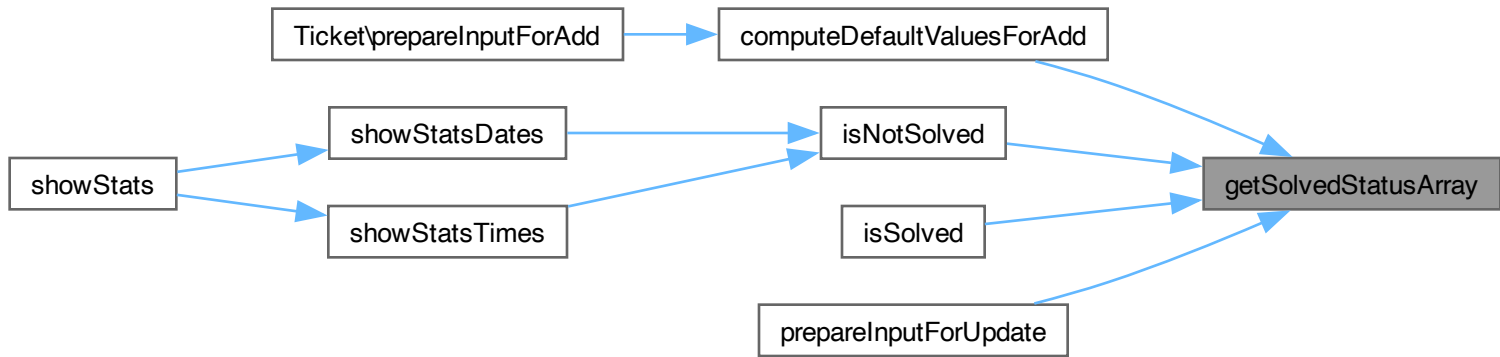 Ticket\prepareInputForAdd
computeDefaultValuesForAdd
showStatsDates
isNotSolved
showStats
getSolvedStatusArray
showStatsTimes
isSolved
prepareInputForUpdate